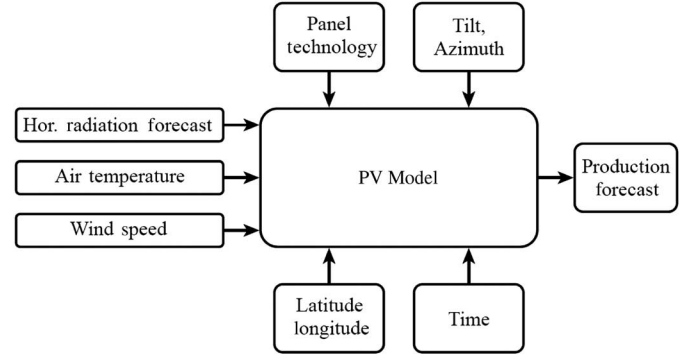 Panel
technology
Tilt,
Azimuth
Hor. radiation forecast
Air temperature
Wind speed
PV Model
Production
forecast
Latitude
longitude
Time